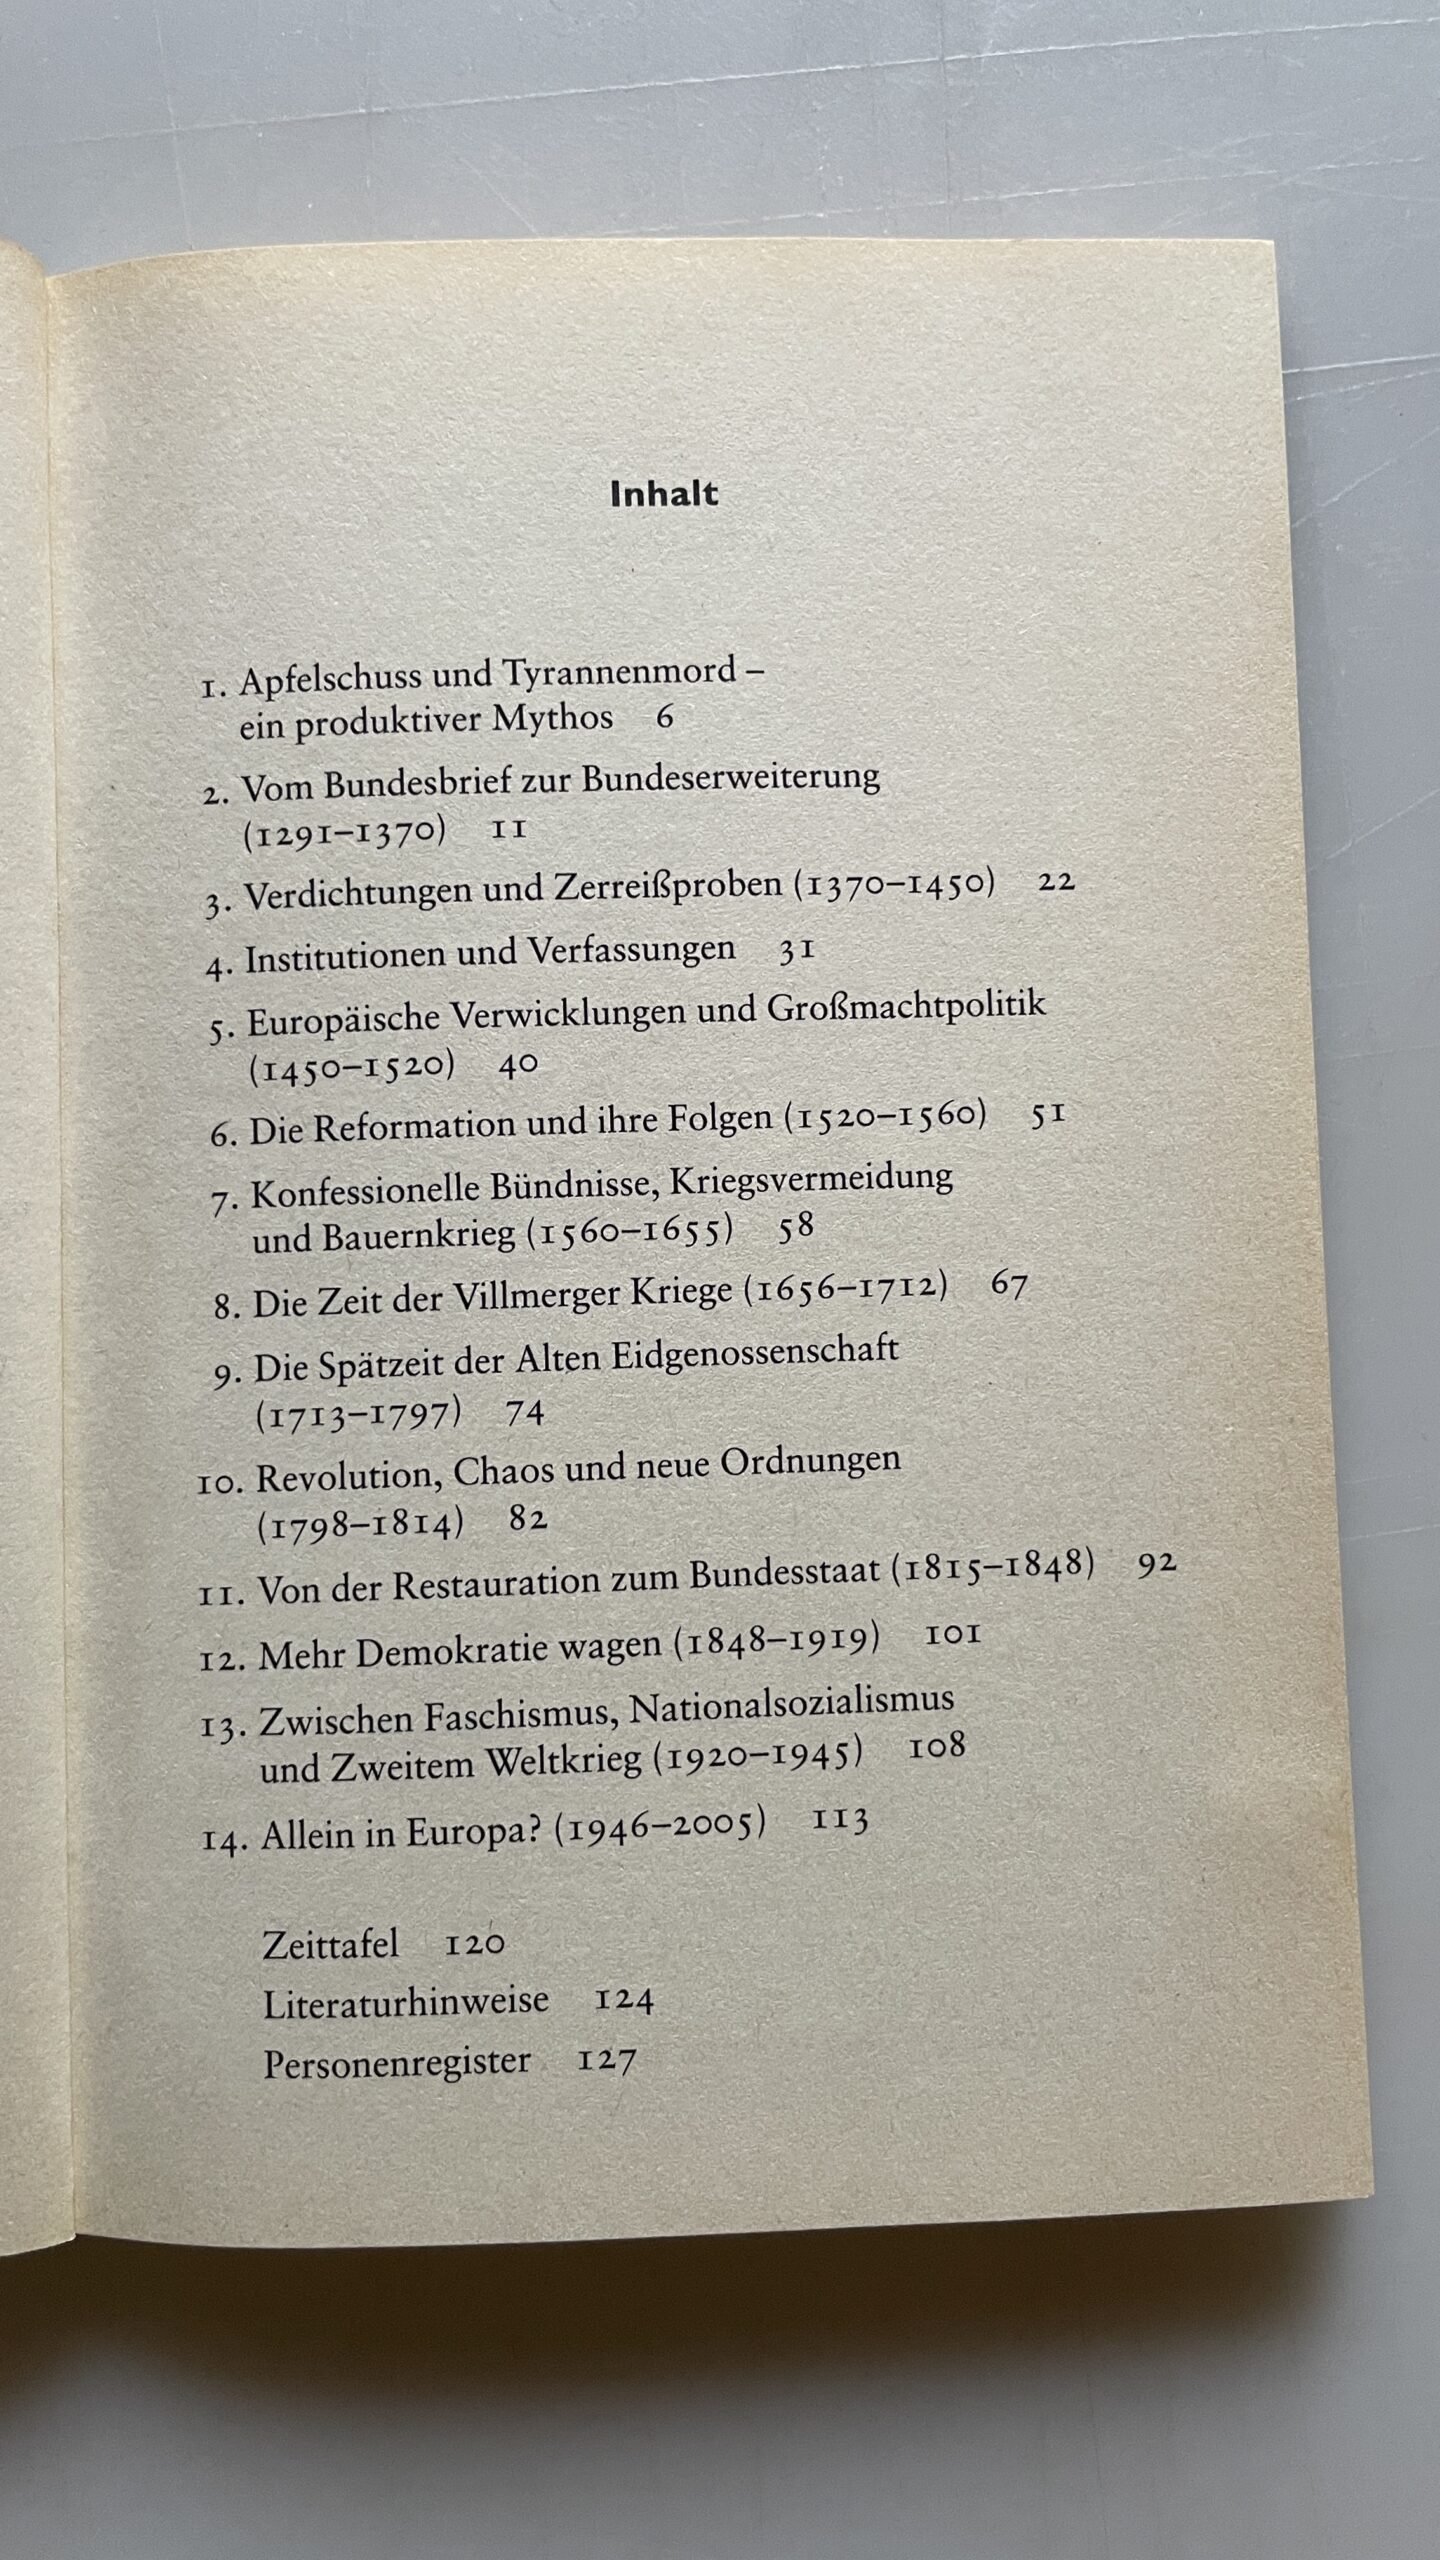 Inhalt
1. Apfelschuss und Tyrannenmord –
ein produktiver Mythos 6
2. Vom Bundesbrief zur Bundeserweiterung
(1291–1370) 11
3. Verdichtungen und Zerreißproben (1370–1450) 22
4. Institutionen und Verfassungen 31
5. Europäische Verwicklungen und Großmachtpolitik
(1450–1520) 40
6. Die Reformation und ihre Folgen (1520–1560) 51
7. Konfessionelle Bündnisse, Kriegsvermeidung
und Bauernkrieg (1560–1655) 58
8. Die Zeit der Villmerger Kriege (1656–1712) 67
9. Die Spätzeit der Alten Eidgenossenschaft
(1713–1797) 74
10. Revolution, Chaos und neue Ordnungen
(1798–1814) 82
11. Von der Restauration zum Bundesstaat (1815–1848) 92
12. Mehr Demokratie wagen (1848–1919) 101
13. Zwischen Faschismus, Nationalsozialismus
und Zweitem Weltkrieg (1920–1945) 108
14. Allein in Europa? (1946–2005) 113
Zeittafel 120
Literaturhinweise 124
Personenregister 127